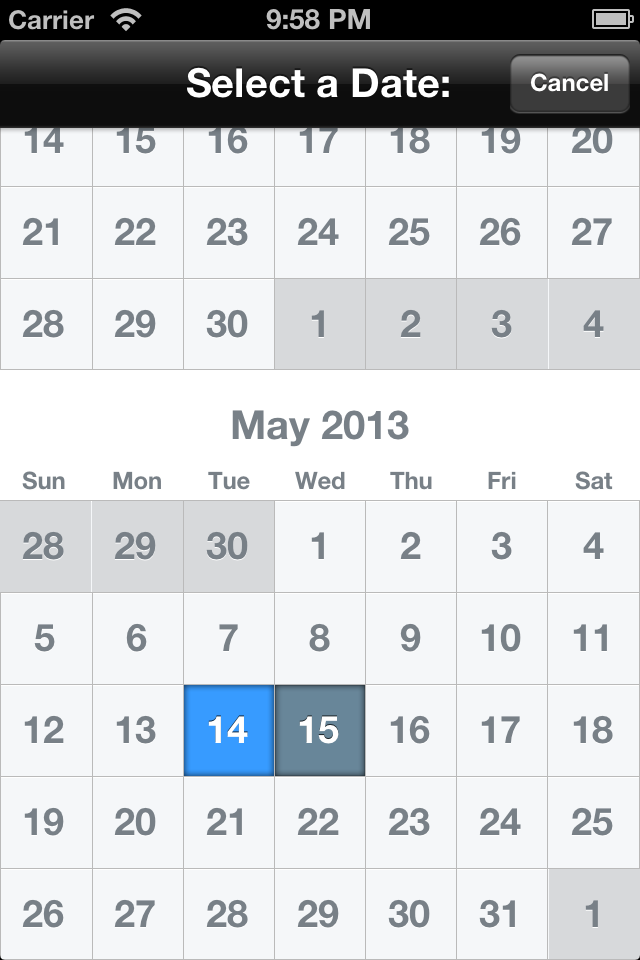 Carrier 9:58 PM
Select a Date: Cancel
14 15 16 17 18 19 20
21 22 23 24 25 26 27
28 29 30 1 2 3 4
May 2013
Sun Mon Tue Wed Thu Fri Sat
28 29 30 1 2 3 4
5 6 7 8 9 10 11
12 13 14 15 16 17 18
19 20 21 22 23 24 25
26 27 28 29 30 31 1